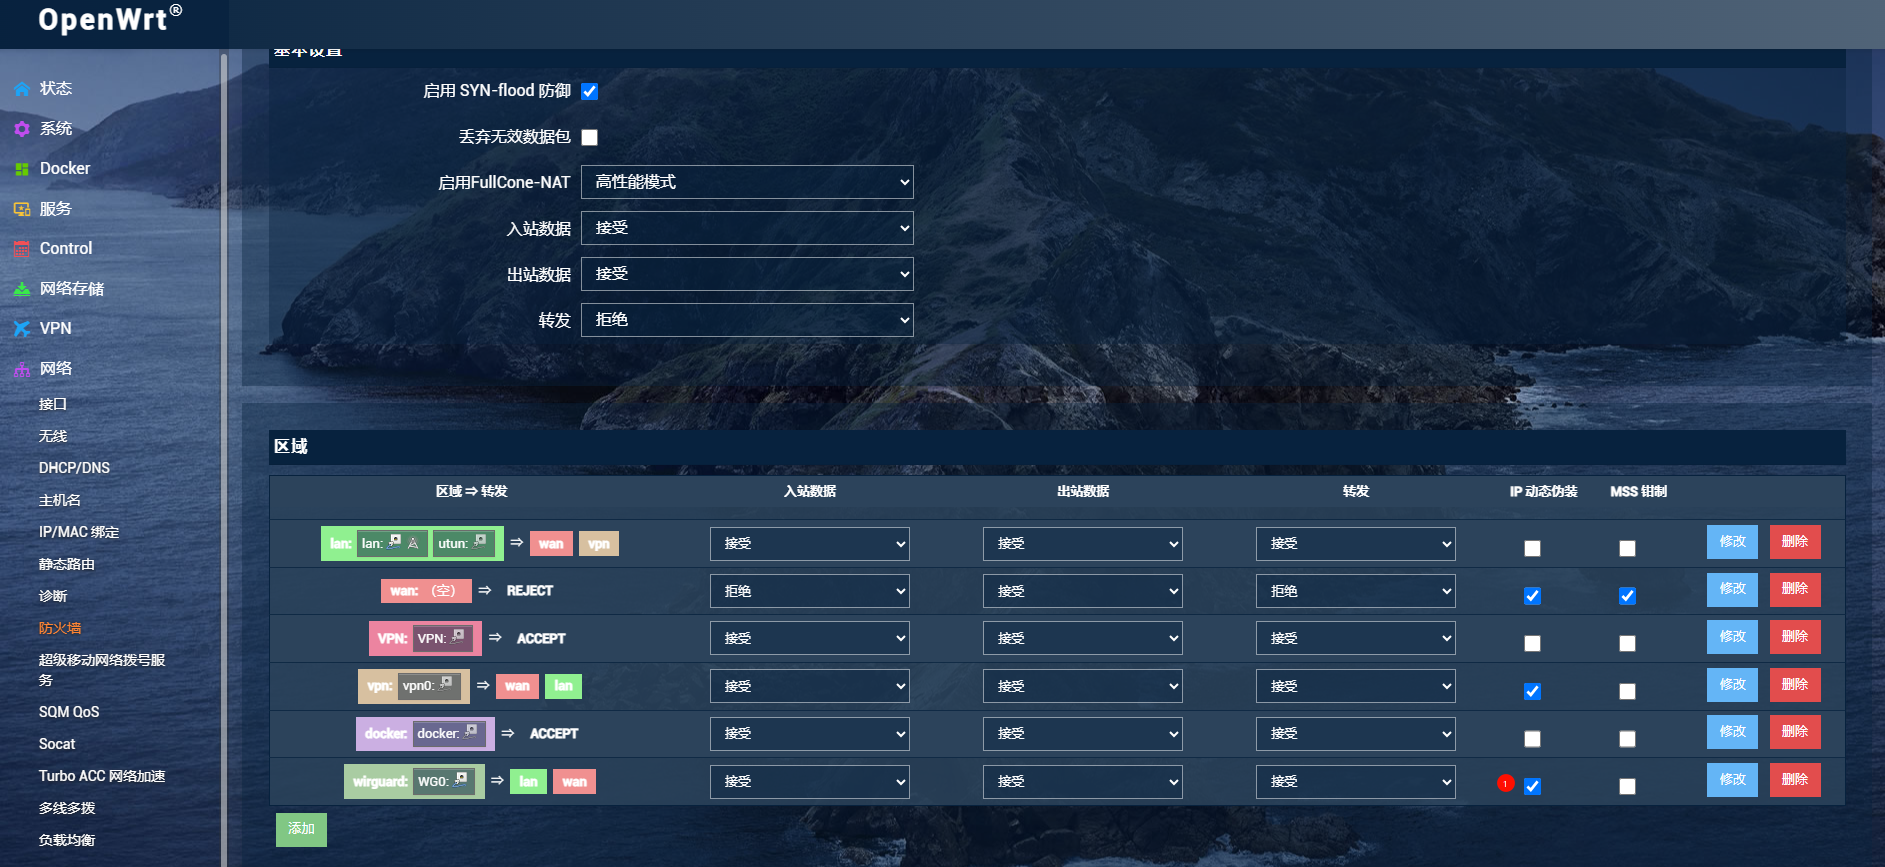 OpenWrt®
状态
系统
Docker
服务
Control
网络存储
VPN
网络
接口
无线
DHCP/DNS
主机名
IP/MAC 绑定
静态路由
诊断
防火墙
超级移动网络拨号服
务
SQM QoS
Socat
Turbo ACC 网络加速
多线多拨
负载均衡
基本设置
启用 SYN-flood 防御
丢弃无效数据包
启用FullCone-NAT 高性能模式
入站数据 接受
出站数据 接受
转发 拒绝
区域
区域 ⇒ 转发 入站数据 出站数据 转发 IP 动态伪装 MSS 钳制
lan: lan: utun: ⇒ wan vpn 接受 接受 接受 修改 删除
wan: (空) ⇒ REJECT 拒绝 接受 拒绝 修改 删除
VPN: VPN: ⇒ ACCEPT 接受 接受 接受 修改 删除
vpn: vpn0: ⇒ wan lan 接受 接受 接受 修改 删除
docker: docker: ⇒ ACCEPT 接受 接受 接受 修改 删除
wirguard: WG0: ⇒ lan wan 接受 接受 接受 1 修改 删除
添加